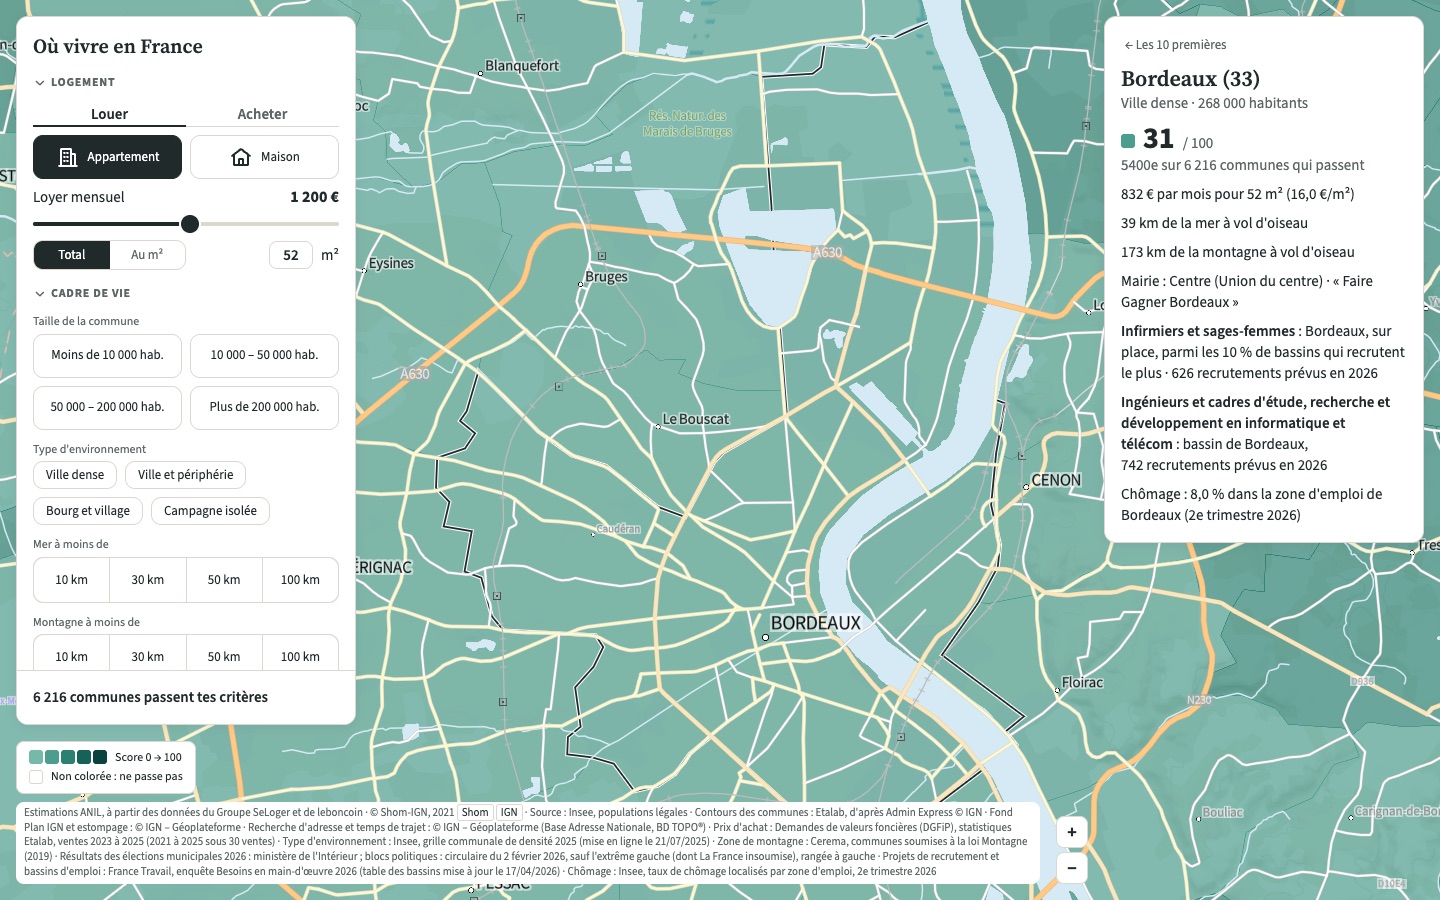 Où vivre en France
LOGEMENT
Louer
Acheter
Appartement
Maison
Loyer mensuel
1 200 €
Total
Au m²
52
m²
CADRE DE VIE
Taille de la commune
Moins de 10 000 hab.
10 000 – 50 000 hab.
50 000 – 200 000 hab.
Plus de 200 000 hab.
Type d'environnement
Ville dense
Ville et périphérie
Bourg et village
Campagne isolée
Mer à moins de
10 km
30 km
50 km
100 km
Montagne à moins de
10 km
30 km
50 km
100 km
6 216 communes passent tes critères
Score 0 → 100
Non colorée : ne passe pas
Blanquefort
Rés. Natur. des
Marais de Bruges
A630
Eysines
Bruges
A630
Le Bouscat
CENON
Caudéran
BORDEAUX
Floirac
D936
N230
Bouliac
D10E4
← Les 10 premières
Bordeaux (33)
Ville dense · 268 000 habitants
31 / 100
5400e sur 6 216 communes qui passent
832 € par mois pour 52 m² (16,0 €/m²)
39 km de la mer à vol d'oiseau
173 km de la montagne à vol d'oiseau
Mairie : Centre (Union du centre) · « Faire
Gagner Bordeaux »
Infirmiers et sages-femmes : Bordeaux, sur
place, parmi les 10 % de bassins qui recrutent
le plus · 626 recrutements prévus en 2026
Ingénieurs et cadres d'étude, recherche et
développement en informatique et
télécom : bassin de Bordeaux,
742 recrutements prévus en 2026
Chômage : 8,0 % dans la zone d'emploi de
Bordeaux (2e trimestre 2026)
Estimations ANIL, à partir des données du Groupe SeLoger et de leboncoin · © Shom-IGN, 2021 Shom IGN · Source : Insee, populations légales · Contours des communes : Etalab, d'après Admin Express © IGN · Fond
Plan IGN et estompage : © IGN – Géoplateforme · Recherche d'adresse et temps de trajet : © IGN – Géoplateforme (Base Adresse Nationale, BD TOPO®) · Prix d'achat : Demandes de valeurs foncières (DGFiP), statistiques
Etalab, ventes 2023 à 2025 (2021 à 2025 sous 30 ventes) · Type d'environnement : Insee, grille communale de densité 2025 (mise en ligne le 21/07/2025) · Zone de montagne : Cerema, communes soumises à la loi Montagne
(2019) · Résultats des élections municipales 2026 : ministère de l'Intérieur ; blocs politiques : circulaire du 2 février 2026, sauf l'extrême gauche (dont La France insoumise), rangée à gauche · Projets de recrutement et
bassins d'emploi : France Travail, enquête Besoins en main-d'œuvre 2026 (table des bassins mise à jour le 17/04/2026) · Chômage : Insee, taux de chômage localisés par zone d'emploi, 2e trimestre 2026
+
−